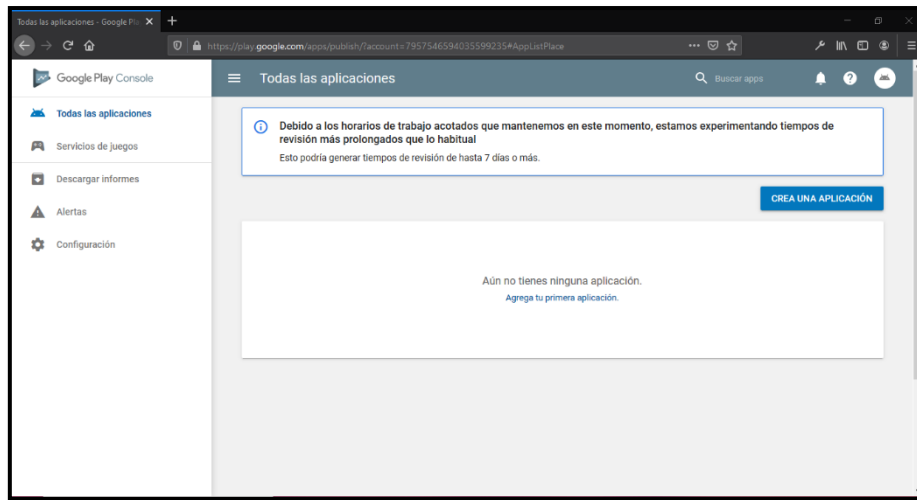 Todas las aplicaciones - Google Pla
https://play.google.com/apps/publish/?account=7957546594035599235#AppListPlace
Google Play Console
Todas las aplicaciones
Buscar apps
Todas las aplicaciones
Servicios de juegos
Descargar informes
Alertas
Configuración
Debido a los horarios de trabajo acotados que mantenemos en este momento, estamos experimentando tiempos de
revisión más prolongados que lo habitual
Esto podría generar tiempos de revisión de hasta 7 días o más.
CREA UNA APLICACIÓN
Aún no tienes ninguna aplicación.
Agrega tu primera aplicación.